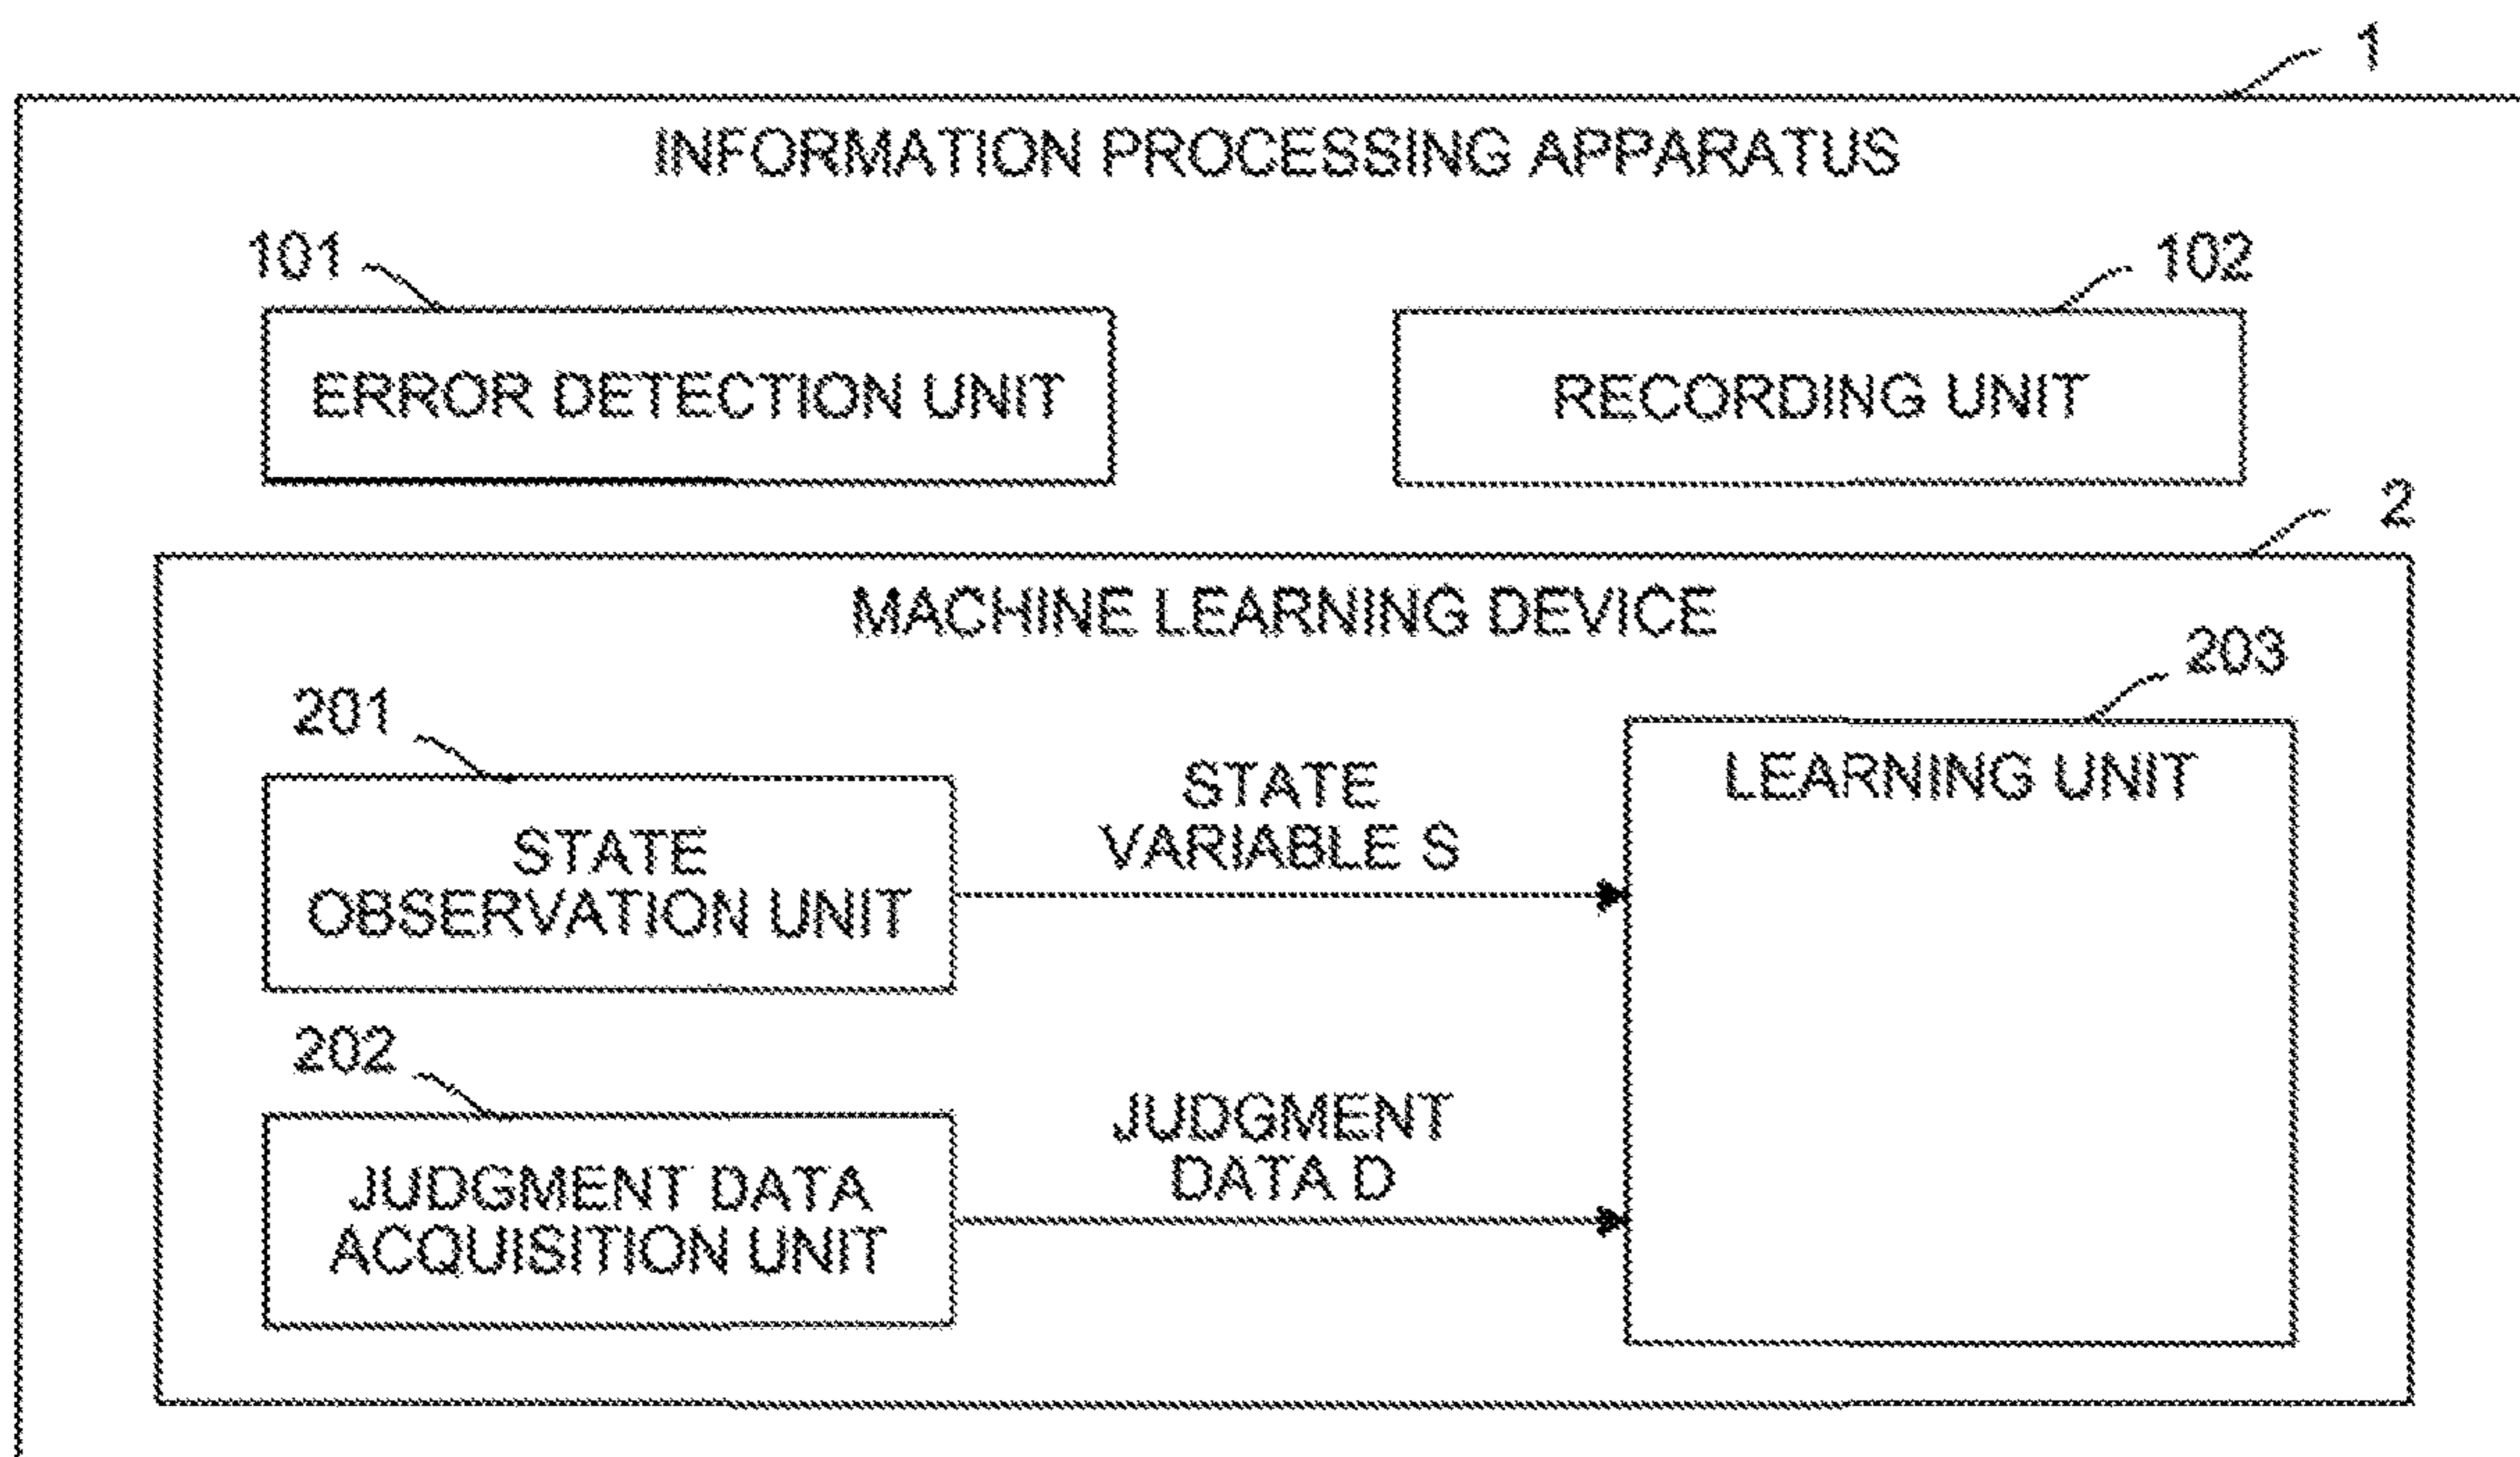 1
INFORMATION PROCESSING APPARATUS
101
102
ERROR DETECTION UNIT
RECORDING UNIT
2
MACHINE LEARNING DEVICE
203
201
LEARNING UNIT
STATE
VARIABLE S
STATE
OBSERVATION UNIT
202
JUDGMENT
DATA D
JUDGMENT DATA
ACQUISITION UNIT